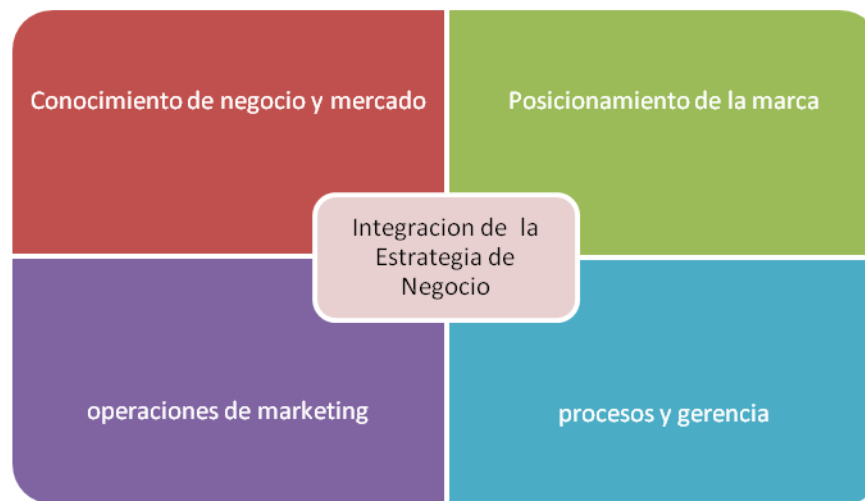 Conocimiento de negocio y mercado
Posicionamiento de la marca
Integracion de la
Estrategia de
Negocio
operaciones de marketing
procesos y gerencia